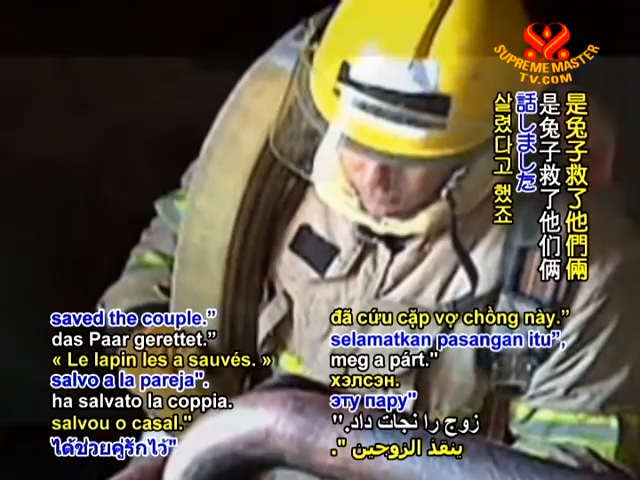 SUPREME MASTER
TV.COM
是兔子救了他們倆
是兔子救了他们俩
話しました
살렸다고 했죠
saved the couple.”
das Paar gerettet.”
« Le lapin les a sauvés. »
salvo a la pareja".
ha salvato la coppia.
salvou o casal."
ได้ช่วยคู่รักไว้"
đã cứu cặp vợ chồng này.”
selamatkan pasangan itu”,
meg a párt."
хэлсэн.
эту пару"
زوج را نجات داد."
ينقذ الزوجين ".